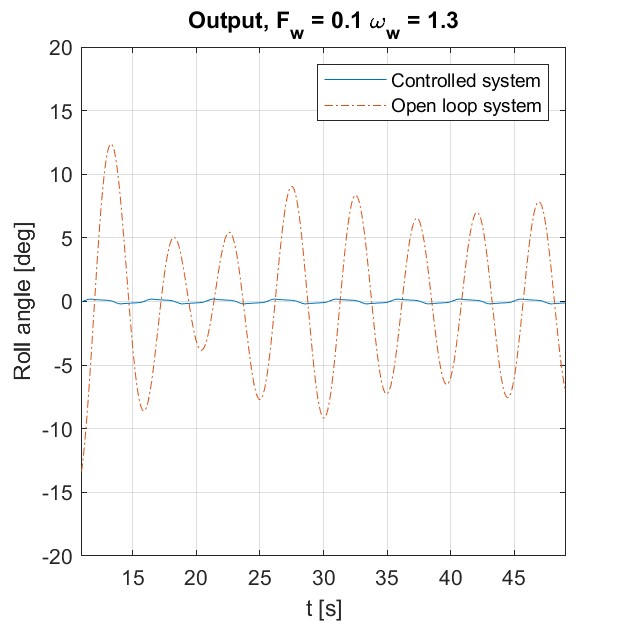 Output, F_w = 0.1 ω_w = 1.3
Controlled system
Open loop system
20
15
10
5
0
-5
-10
-15
-20
Roll angle [deg]
15 20 25 30 35 40 45
t [s]